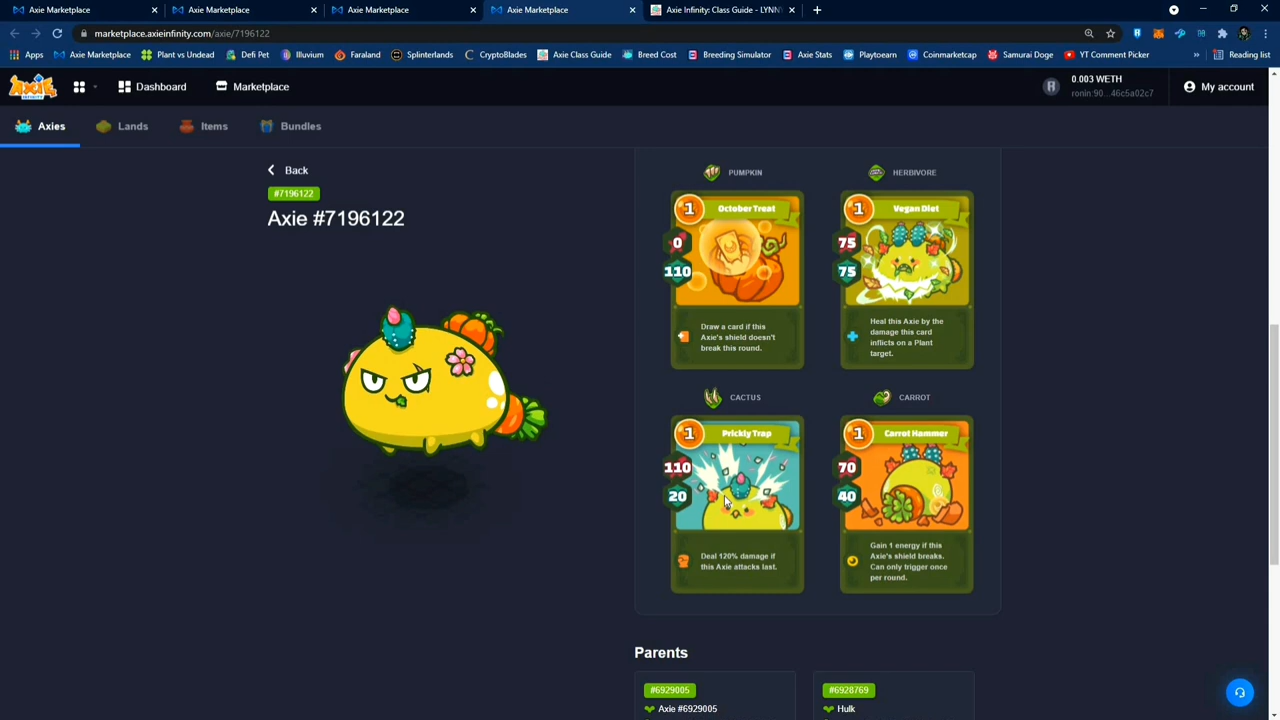 Axie Marketplace
Axie Marketplace
Axie Marketplace
Axie Marketplace
Axie Infinity: Class Guide - LYNN
marketplace.axieinfinity.com/axie/7196122
Apps
Axie Marketplace
Plant vs Undead
Defi Pet
Illuvium
Faraland
Splinterlands
CryptoBlades
Axie Class Guide
Breed Cost
Breeding Simulator
Axie Stats
Playtoearn
Coinmarketcap
Samurai Doge
YT Comment Picker
Reading list
AXIE
INFINITY
Dashboard
Marketplace
0.003 WETH
ronin:90...46c5a02c7
My account
Axies
Lands
Items
Bundles
Back
#7196122
Axie #7196122
PUMPKIN
1
October Treat
0
110
Draw a card if this
Axie's shield doesn't
break this round.
HERBIVORE
1
Vegan Diet
75
75
Heal this Axie by the
damage this card
inflicts on a Plant
target.
CACTUS
1
Prickly Trap
110
20
Deal 120% damage if
this Axie attacks last.
CARROT
1
Carrot Hammer
70
40
Gain 1 energy if this
Axie's shield breaks.
Can only trigger once
per round.
Parents
#6929005
Axie #6929005
#6928769
Hulk